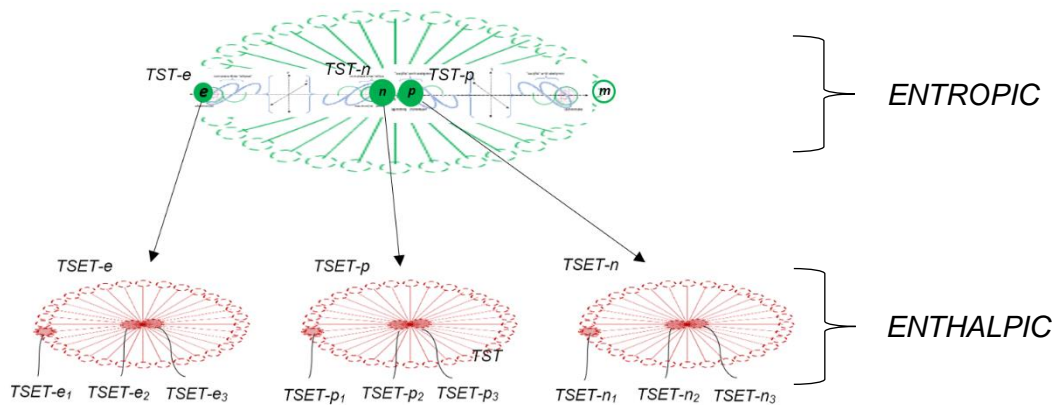 TST-e
TST-n
TST-p
e
n
p
m
ENTROPIC
TSET-e
TSET-p
TSET-n
TST
ENTHALPIC
TSET-e₁
TSET-e₂
TSET-e₃
TSET-p₁
TSET-p₂
TSET-p₃
TSET-n₁
TSET-n₂
TSET-n₃